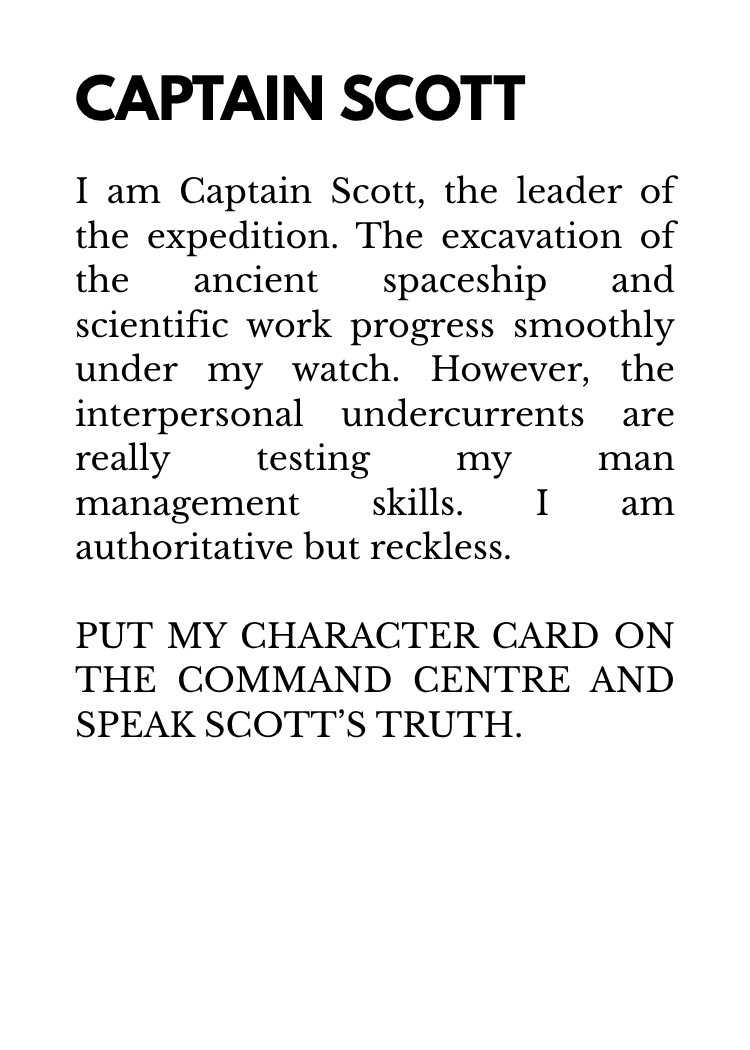 CAPTAIN SCOTT
I am Captain Scott, the leader of
the expedition. The excavation of
the ancient spaceship and
scientific work progress smoothly
under my watch. However, the
interpersonal undercurrents are
really testing my man
management skills. I am
authoritative but reckless.
PUT MY CHARACTER CARD ON
THE COMMAND CENTRE AND
SPEAK SCOTT’S TRUTH.